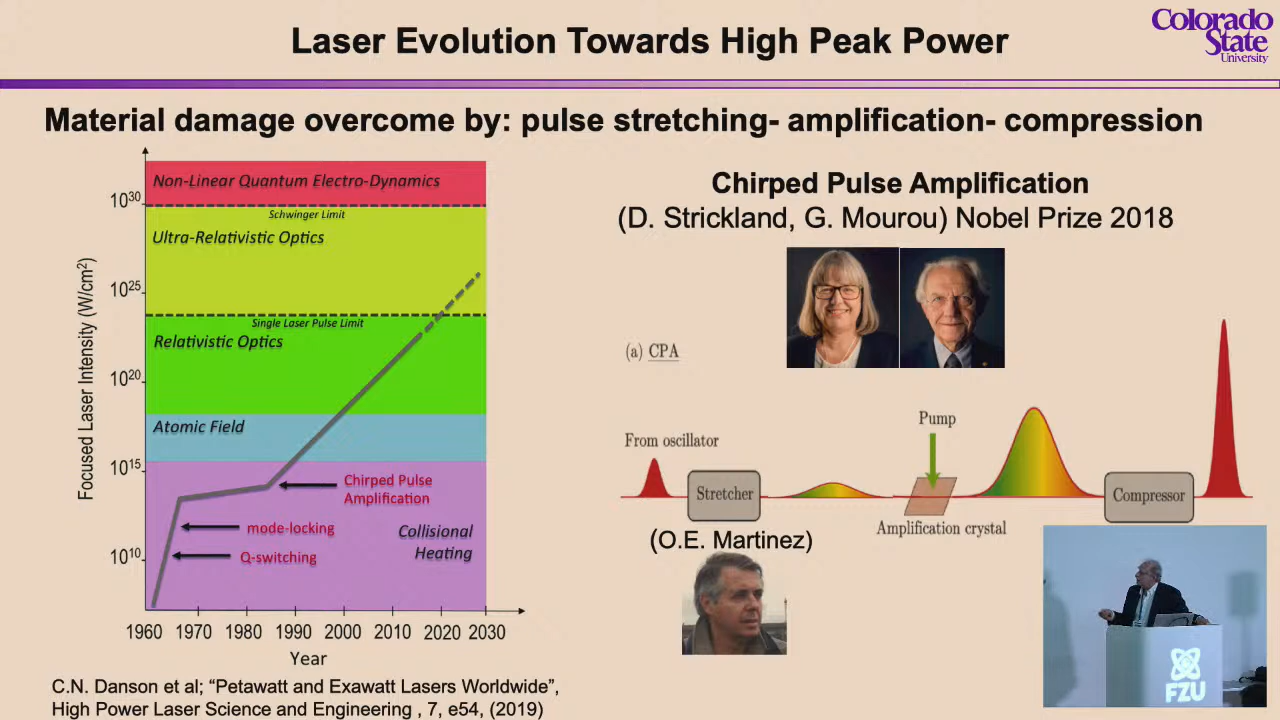 Laser Evolution Towards High Peak Power
Colorado
State
University
Material damage overcome by: pulse stretching- amplification- compression
Non-Linear Quantum Electro-Dynamics
Schwinger Limit
Ultra-Relativistic Optics
Single Laser Pulse Limit
Relativistic Optics
Atomic Field
Chirped Pulse
Amplification
mode-locking
Q-switching
Collisional
Heating
Focused Laser Intensity (W/cm²)
10³⁰
10²⁵
10²⁰
10¹⁵
10¹⁰
1960 1970 1980 1990 2000 2010 2020 2030
Year
C.N. Danson et al; “Petawatt and Exawatt Lasers Worldwide”,
High Power Laser Science and Engineering , 7, e54, (2019)
Chirped Pulse Amplification
(D. Strickland, G. Mourou) Nobel Prize 2018
(a) CPA
From oscillator
Stretcher
Pump
Amplification crystal
Compressor
(O.E. Martinez)
FZU